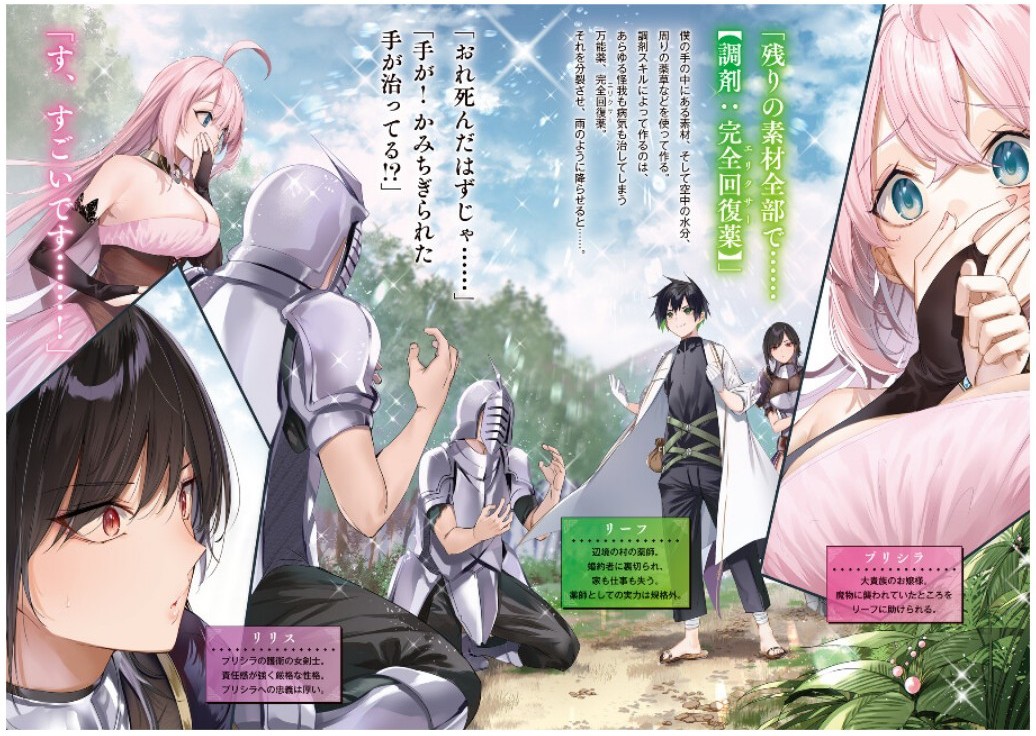 「残りの素材全部で……
【調剤：完全回復薬】」
エリクサー
僕の手の中にある素材、そして空中の水分、
周りの薬草などを使って作る。
調剤スキルによって作るのは、
あらゆる怪我も病気も治してしまう
万能薬、完全回復薬。
エリクサー
それを分裂させ、雨のように降らせると……。
「おれ死んだはずじゃ……」
「手が！かみちぎられた
手が治ってる!?」
「す、すごいです……！」
プリシラ
大貴族のお嬢様。
魔物に襲われていたところを
リーフに助けられる。
リーフ
辺境の村の薬師。
婚約者に裏切られ、
家も仕事も失う。
薬師としての実力は規格外。
リリス
プリシラの護衛の女剣士。
責任感が強く厳格な性格。
プリシラへの忠義は厚い。